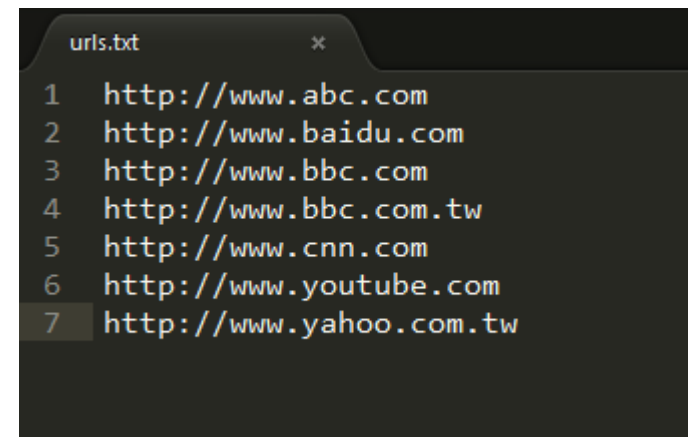 urls.txt ×
1 http://www.abc.com
2 http://www.baidu.com
3 http://www.bbc.com
4 http://www.bbc.com.tw
5 http://www.cnn.com
6 http://www.youtube.com
7 http://www.yahoo.com.tw